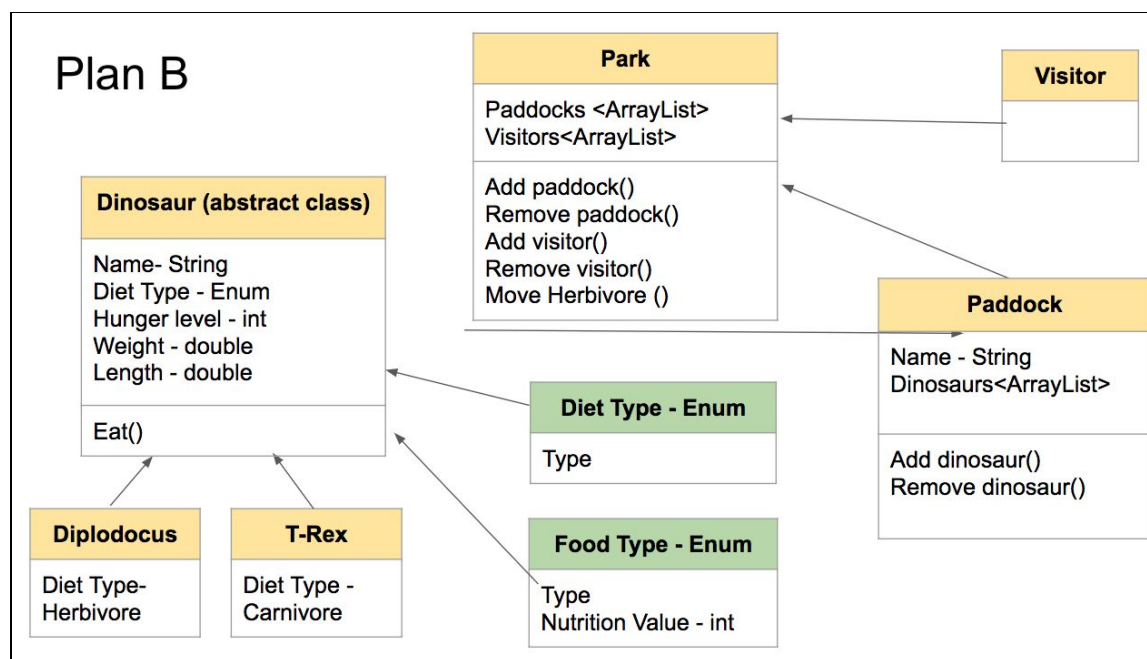 Plan B
Park
Paddocks <ArrayList>
Visitors<ArrayList>
Add paddock()
Remove paddock()
Add visitor()
Remove visitor()
Move Herbivore ()
Visitor
Dinosaur (abstract class)
Name- String
Diet Type - Enum
Hunger level - int
Weight - double
Length - double
Eat()
Paddock
Name - String
Dinosaurs<ArrayList>
Add dinosaur()
Remove dinosaur()
Diet Type - Enum
Type
Diplodocus
Diet Type-
Herbivore
T-Rex
Diet Type -
Carnivore
Food Type - Enum
Type
Nutrition Value - int